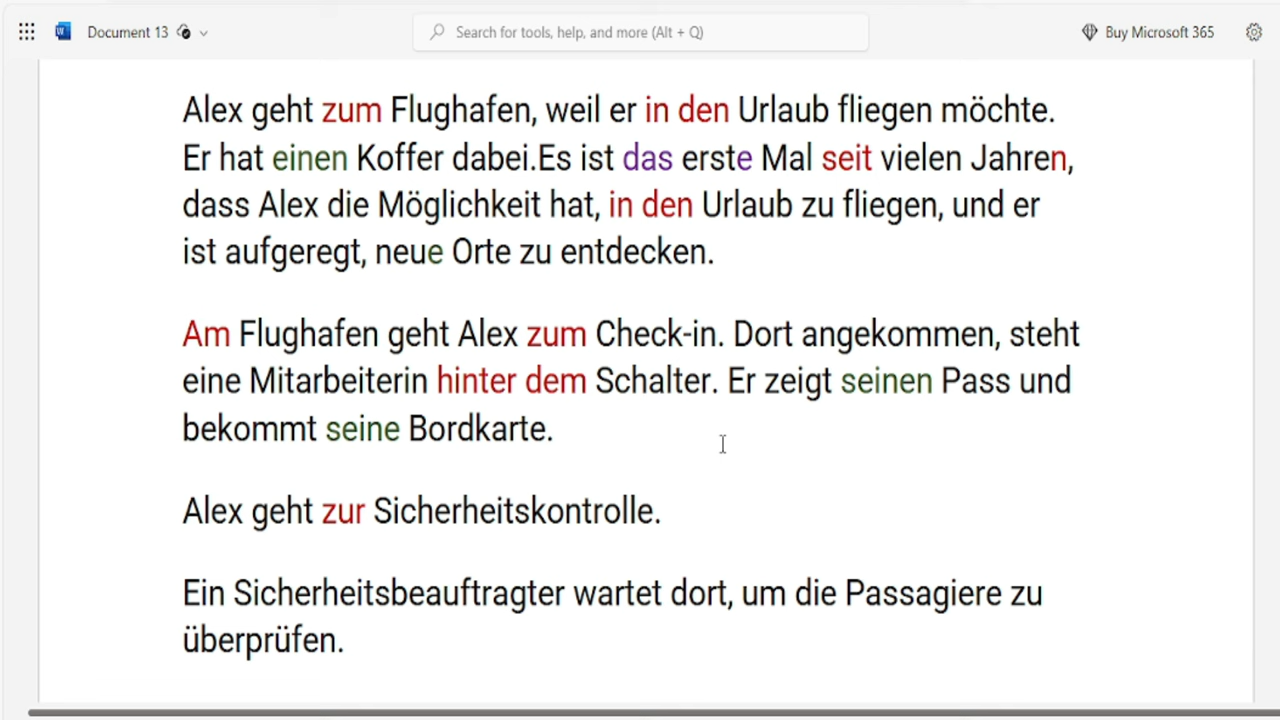 Document 13
Search for tools, help, and more (Alt + Q)
Buy Microsoft 365
Alex geht zum Flughafen, weil er in den Urlaub fliegen möchte.
Er hat einen Koffer dabei.Es ist das erste Mal seit vielen Jahren,
dass Alex die Möglichkeit hat, in den Urlaub zu fliegen, und er
ist aufgeregt, neue Orte zu entdecken.
Am Flughafen geht Alex zum Check-in. Dort angekommen, steht
eine Mitarbeiterin hinter dem Schalter. Er zeigt seinen Pass und
bekommt seine Bordkarte.
Alex geht zur Sicherheitskontrolle.
Ein Sicherheitsbeauftragter wartet dort, um die Passagiere zu
überprüfen.